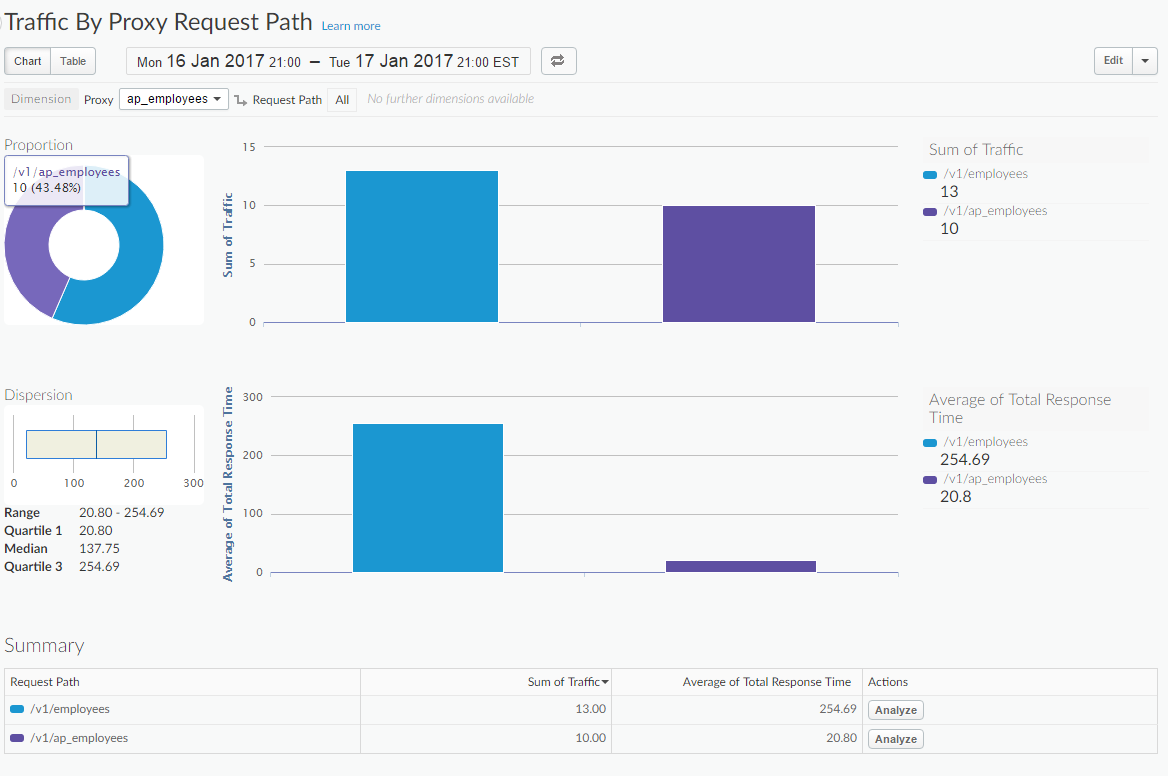 Traffic By Proxy Request Path Learn more
Chart Table Mon 16 Jan 2017 21:00 – Tue 17 Jan 2017 21:00 EST Edit
Dimension Proxy ap_employees Request Path All No further dimensions available
Proportion
/v1/ap_employees
10 (43.48%)
Sum of Traffic
15
10
5
0
Sum of Traffic
/v1/employees
13
/v1/ap_employees
10
Dispersion
0 100 200 300
Range 20.80 - 254.69
Quartile 1 20.80
Median 137.75
Quartile 3 254.69
Average of Total Response Time
300
200
100
0
Average of Total Response
Time
/v1/employees
254.69
/v1/ap_employees
20.8
Summary
Request Path Sum of Traffic Average of Total Response Time Actions
/v1/employees 13.00 254.69 Analyze
/v1/ap_employees 10.00 20.80 Analyze